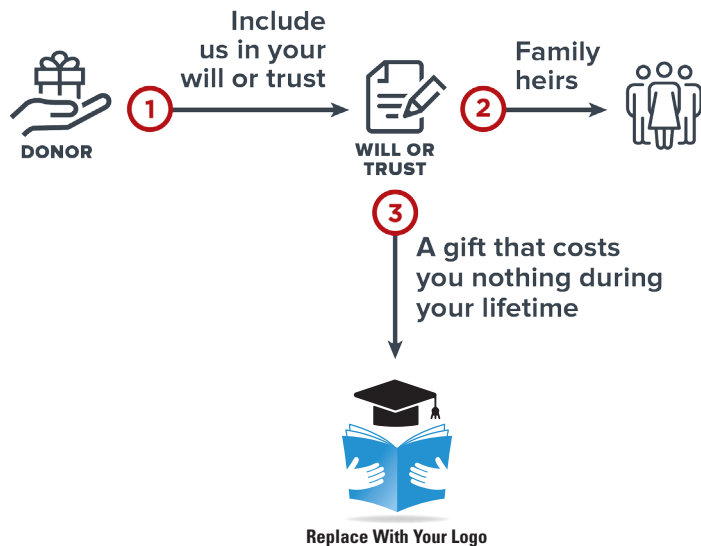 Include
us in your
will or trust
Family
heirs
1
2
DONOR
WILL OR
TRUST
3
A gift that costs
you nothing during
your lifetime
Replace With Your Logo